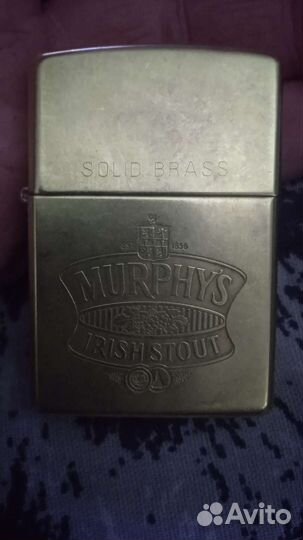 SOLID BRASS
EST 1856
MURPHY'S
IRISH STOUT
Avito